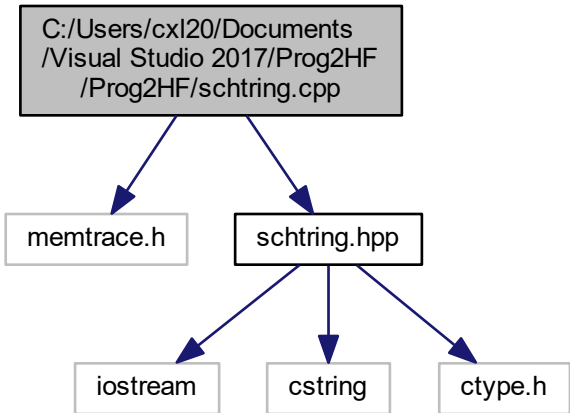 C:/Users/cxl20/Documents
/Visual Studio 2017/Prog2HF
/Prog2HF/schtring.cpp
memtrace.h
schtring.hpp
iostream
cstring
ctype.h